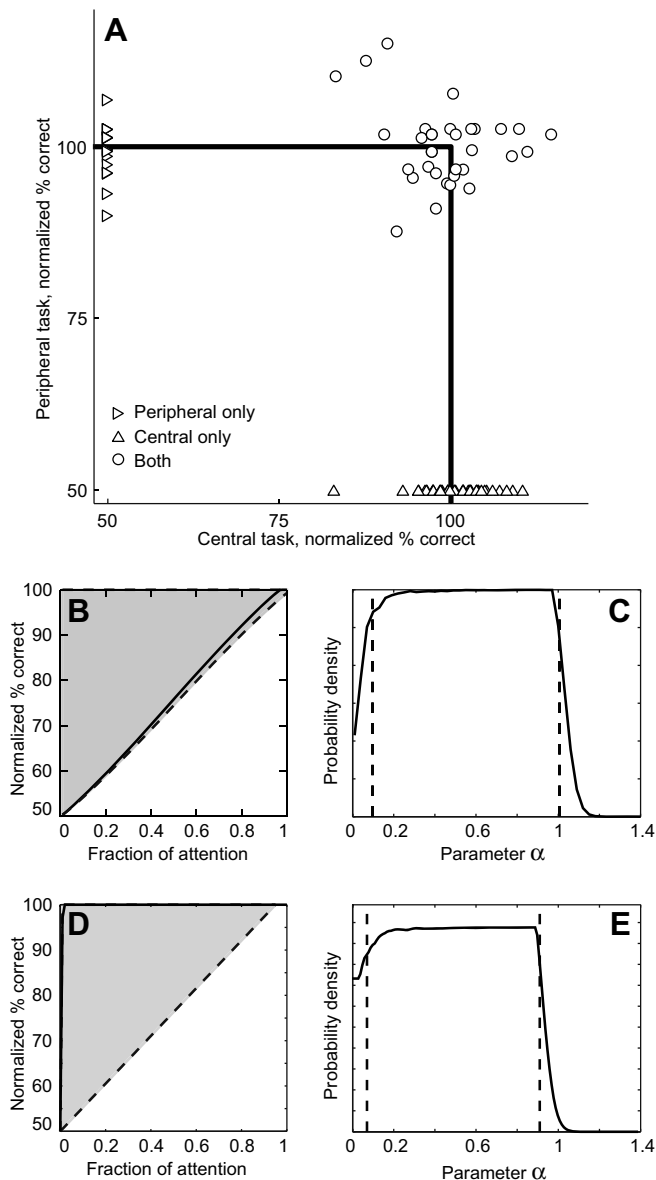 A
Peripheral task, normalized % correct
100
75
50
Peripheral only
Central only
Both
50
75
100
Central task, normalized % correct
B
Normalized % correct
100
90
80
70
60
50
0
0.2
0.4
0.6
0.8
1
Fraction of attention
C
Probability density
0
0.2
0.6
1
1.4
Parameter α
D
Normalized % correct
100
90
80
70
60
50
0
0.2
0.4
0.6
0.8
1
Fraction of attention
E
Probability density
0
0.2
0.6
1
1.4
Parameter α